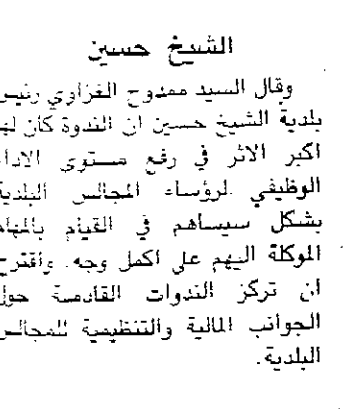 الشيخ حسين
وقال السيد ممدوح الغزاوي رئيس
بلدية الشيخ حسين ان الندوة كان لها
اكبر الاثر في رفع مستوى الاداء
الوظيفي لرؤساء المجالس البلدية
بشكل سيساهم في القيام بالمهام
الموكلة اليهم على اكمل وجه. واقترح
ان تركز الندوات القادمة حول
الجوانب المالية والتنظيمية للمجالس
البلدية.